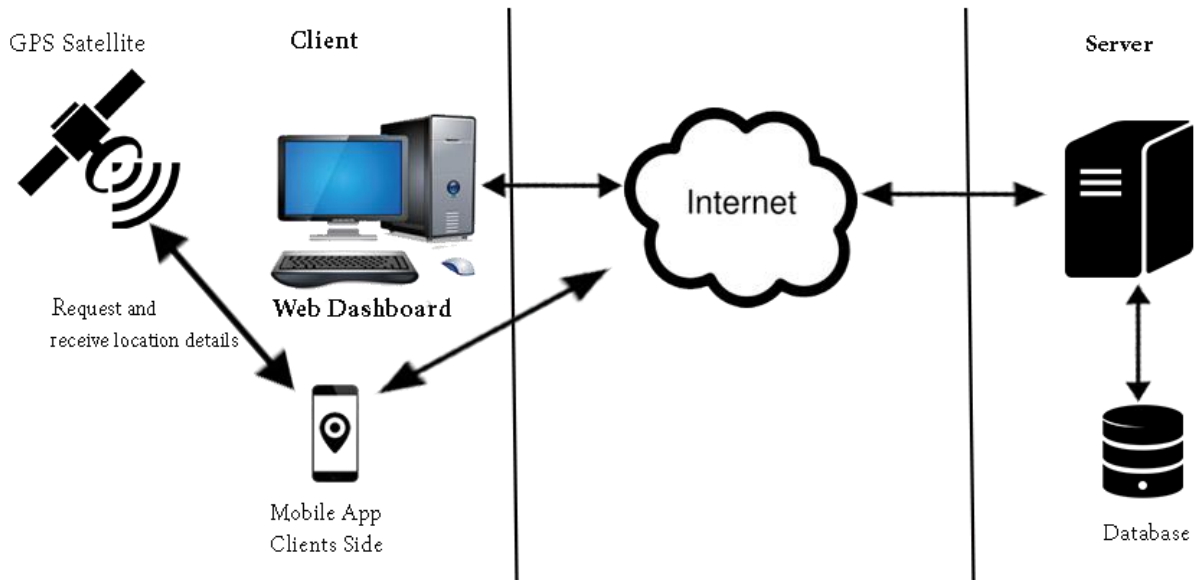 GPS Satellite
Client
Server
Internet
Request and
receive location details
Web Dashboard
Mobile App
Clients Side
Database